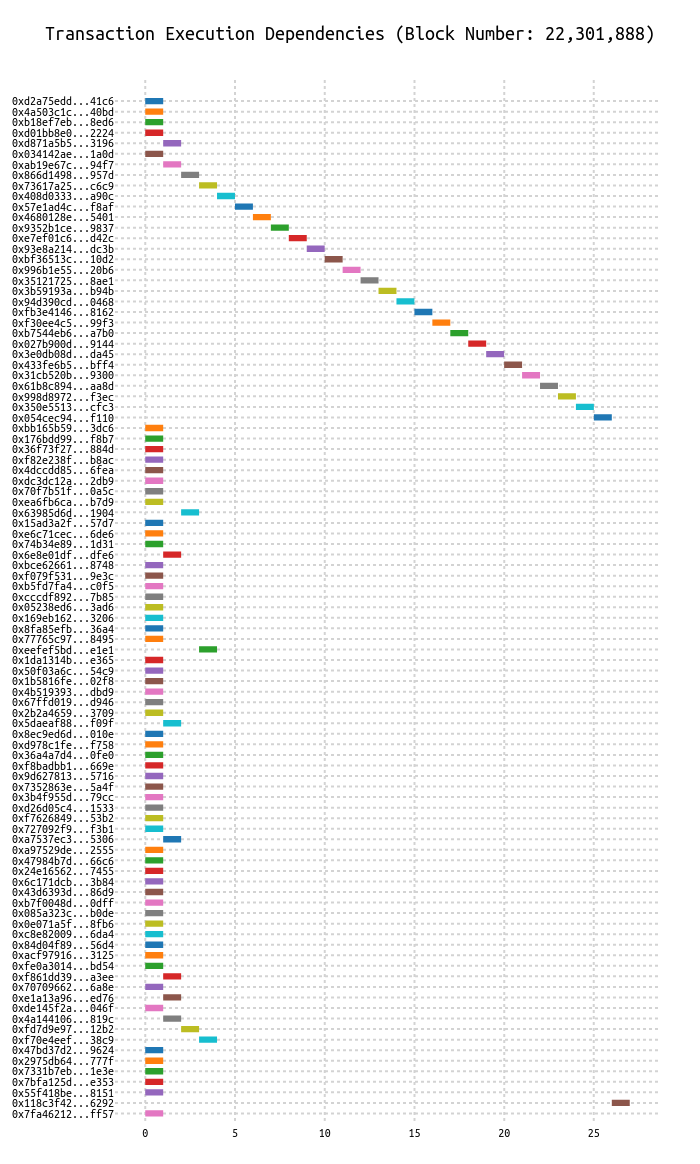 Transaction Execution Dependencies (Block Number: 22,301,888)
0xd2a75edd...41c6
0x4a503c1c...40bd
0xb18ef7eb...8ed6
0xd01bb8e0...2224
0xd871a5b5...3196
0x034142ae...1a0d
0xab19e67c...94f7
0x866d1498...957d
0x73617a25...c6c9
0x408d0333...a90c
0x57e1ad4c...f8af
0x4680128e...5401
0x9352b1ce...9837
0xe7ef01c6...d42c
0x93e8a214...dc3b
0xbf36513c...10d2
0x996b1e55...20b6
0x35121725...8ae1
0x3b59193a...b94b
0x94d390cd...0468
0xfb3e4146...8162
0xf30ee4c5...99f3
0xb7544eb6...a7b0
0x027b900d...9144
0x3e0db08d...da45
0x433fe6b5...bff4
0x31cb520b...9300
0x61b8c894...aa8d
0x998d8972...f3ec
0x350e5513...cfc3
0x054cec94...f110
0xbb165b59...3dc6
0x176bdd99...f8b7
0x36f73f27...884d
0xf82e238f...b8ac
0x4dccdd85...6fea
0xdc3dc12a...2db9
0x70f7b51f...0a5c
0xea6fb6ca...b7d9
0x63985d6d...1904
0x15ad3a2f...57d7
0xe6c71cec...6de6
0x74b34e89...1d31
0x6e8e01df...dfe6
0xbce62661...8748
0xf079f531...9e3c
0xb5fd7fa4...c0f5
0xcccdf892...7b85
0x05238ed6...3ad6
0x169eb162...3206
0x8fa85efb...36a4
0x77765c97...8495
0xeefef5bd...e1e1
0x1da1314b...e365
0x50f03a6c...54c9
0x1b5816fe...02f8
0x4b519393...dbd9
0x67ffd019...d946
0x2b2a4659...3709
0x5daeaf88...f09f
0x8ec9ed6d...010e
0xd978c1fe...f758
0x36a4a7d4...0fe0
0xf8badbb1...669e
0x9d627813...5716
0x7352863e...5a4f
0x3b4f955d...79cc
0xd26d05c4...1533
0xf7626849...53b2
0x727092f9...f3b1
0xa7537ec3...5306
0xa97529de...2555
0x47984b7d...66c6
0x24e16562...7455
0x6c171dcb...3b84
0x43d6393d...86d9
0xb7f0048d...0dff
0x085a323c...b0de
0x0e071a5f...8fb6
0xc8e82009...6da4
0x84d04f89...56d4
0xacf97916...3125
0xfe0a3014...bd54
0xf861dd39...a3ee
0x70709662...6a8e
0xe1a13a96...ed76
0xde145f2a...046f
0x4a144106...819c
0xfd7d9e97...12b2
0xf70e4eef...38c9
0x47bd37d2...9624
0x2975db64...777f
0x7331b7eb...1e3e
0x7bfa125d...e353
0x55f418be...8151
0x118c3f42...6292
0x7fa46212...ff57
0 5 10 15 20 25